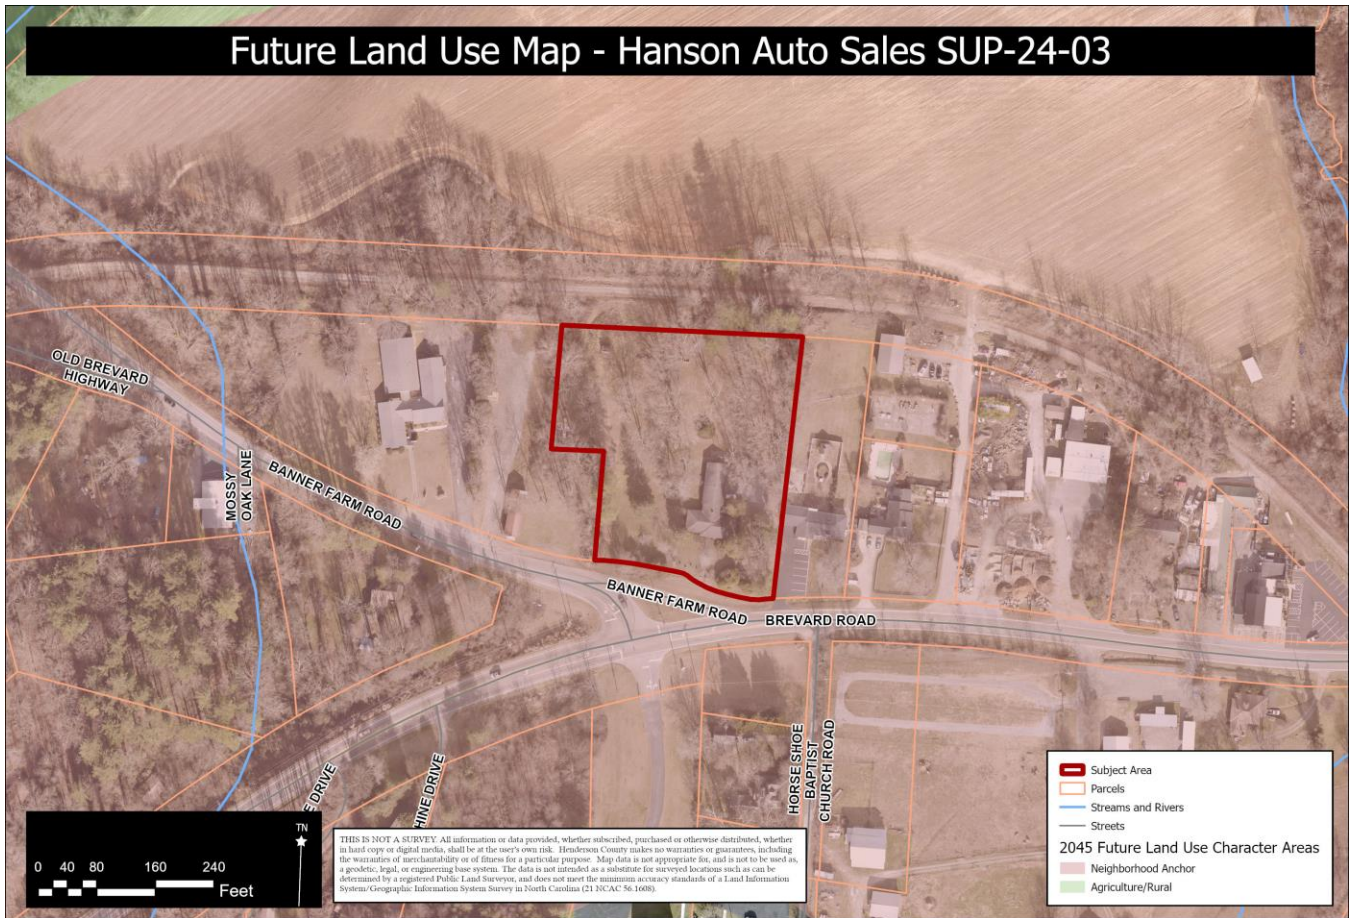 Future Land Use Map - Hanson Auto Sales SUP-24-03
OLD BREVARD
HIGHWAY
MOSSY
OAK LANE
BANNER FARM ROAD
BANNER FARM ROAD
BREVARD ROAD
HORSE SHOE
BAPTIST
CHURCH ROAD
E DRIVE
HINE DRIVE
TN
0 40 80 160 240
Feet
THIS IS NOT A SURVEY. All information or data provided, whether subscribed, purchased or otherwise distributed, whether
in hard copy or digital media, shall be at the user's own risk. Henderson County makes no warranties or guarantees, including
the warranties of merchantability or of fitness for a particular purpose. Map data is not appropriate for, and is not to be used as,
a geodetic, legal, or engineering base system. The data is not intended as a substitute for surveyed locations such as can be
determined by a registered Public Land Surveyor, and does not meet the minimum accuracy standards of a Land Information
System/Geographic Information System Survey in North Carolina (21 NCAC 56.1608).
Subject Area
Parcels
Streams and Rivers
Streets
2045 Future Land Use Character Areas
Neighborhood Anchor
Agriculture/Rural